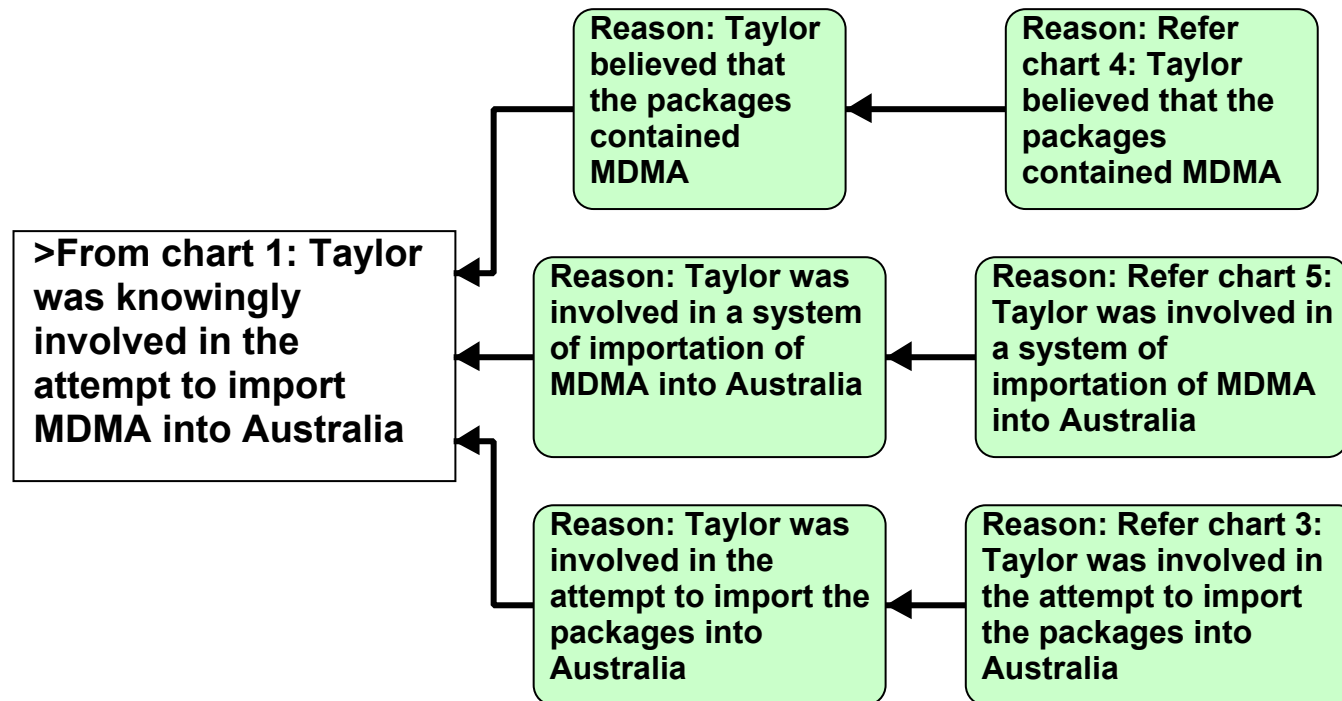 Reason: Taylor
believed that
the packages
contained
MDMA
Reason: Refer
chart 4: Taylor
believed that the
packages
contained MDMA
>From chart 1: Taylor
was knowingly
involved in the
attempt to import
MDMA into Australia
Reason: Taylor was
involved in a system
of importation of
MDMA into Australia
Reason: Refer chart 5:
Taylor was involved in
a system of
importation of MDMA
into Australia
Reason: Taylor was
involved in the
attempt to import the
packages into
Australia
Reason: Refer chart 3:
Taylor was involved in
the attempt to import
the packages into
Australia